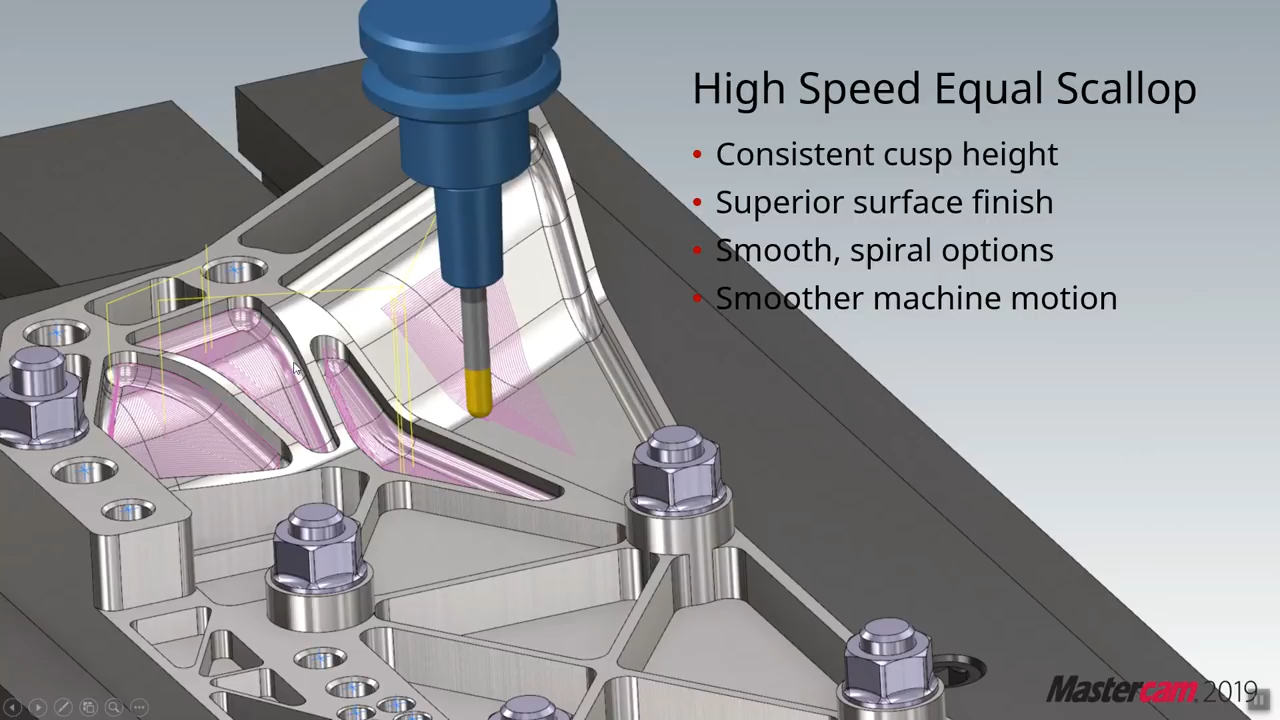 High Speed Equal Scallop
• Consistent cusp height
• Superior surface finish
• Smooth, spiral options
• Smoother machine motion
Mastercam. 2019